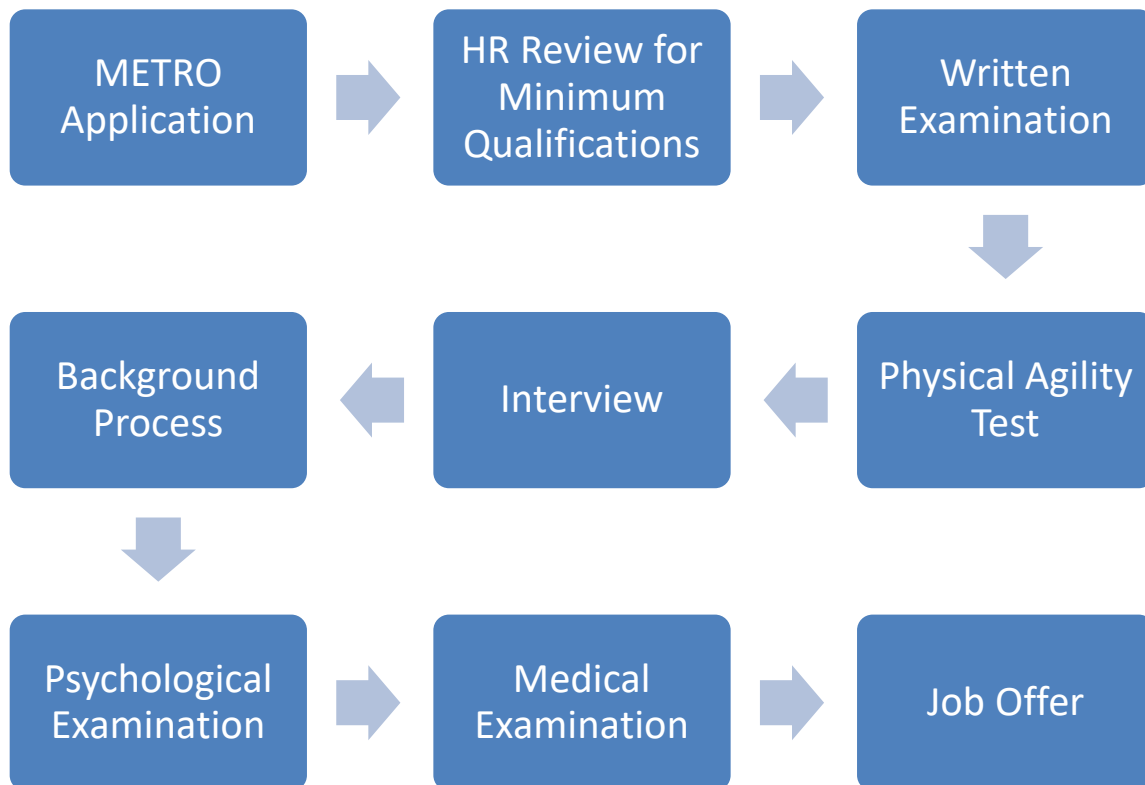 METRO
Application
HR Review for
Minimum
Qualifications
Written
Examination
Physical Agility
Test
Interview
Background
Process
Psychological
Examination
Medical
Examination
Job Offer